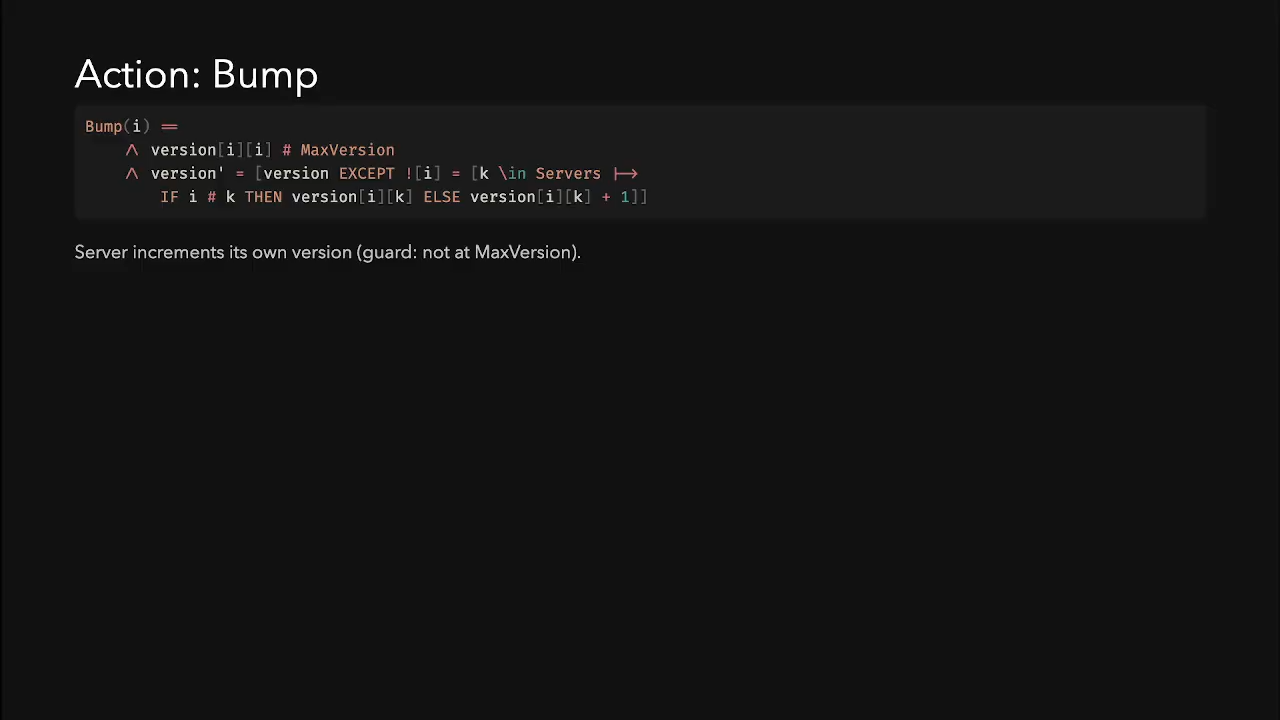 Action: Bump
Bump(i) ==
/\ version[i][i] # MaxVersion
/\ version' = [version EXCEPT ![i] = [k \in Servers |->
IF i # k THEN version[i][k] ELSE version[i][k] + 1]]
Server increments its own version (guard: not at MaxVersion).